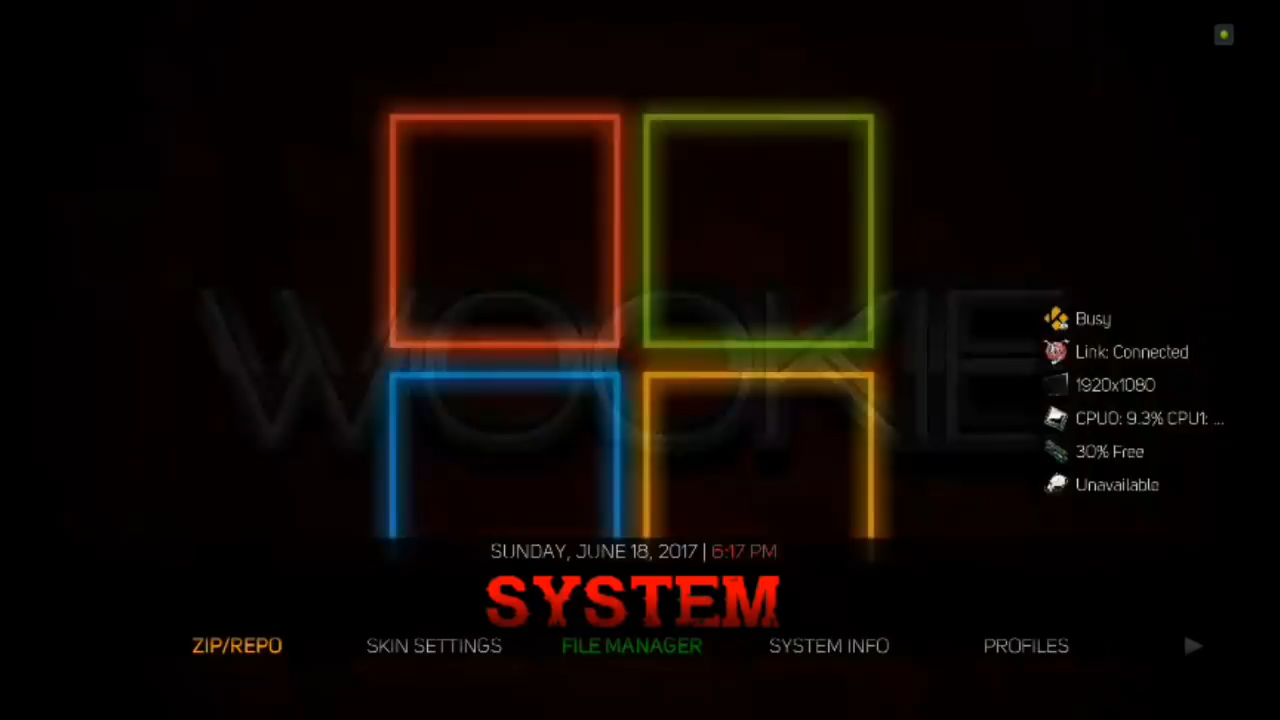 WOOKIE
Busy
Link: Connected
1920x1080
CPU0: 9.3% CPU1: ...
30% Free
Unavailable
SUNDAY, JUNE 18, 2017 | 6:17 PM
SYSTEM
ZIP/REPO SKIN SETTINGS FILE MANAGER SYSTEM INFO PROFILES